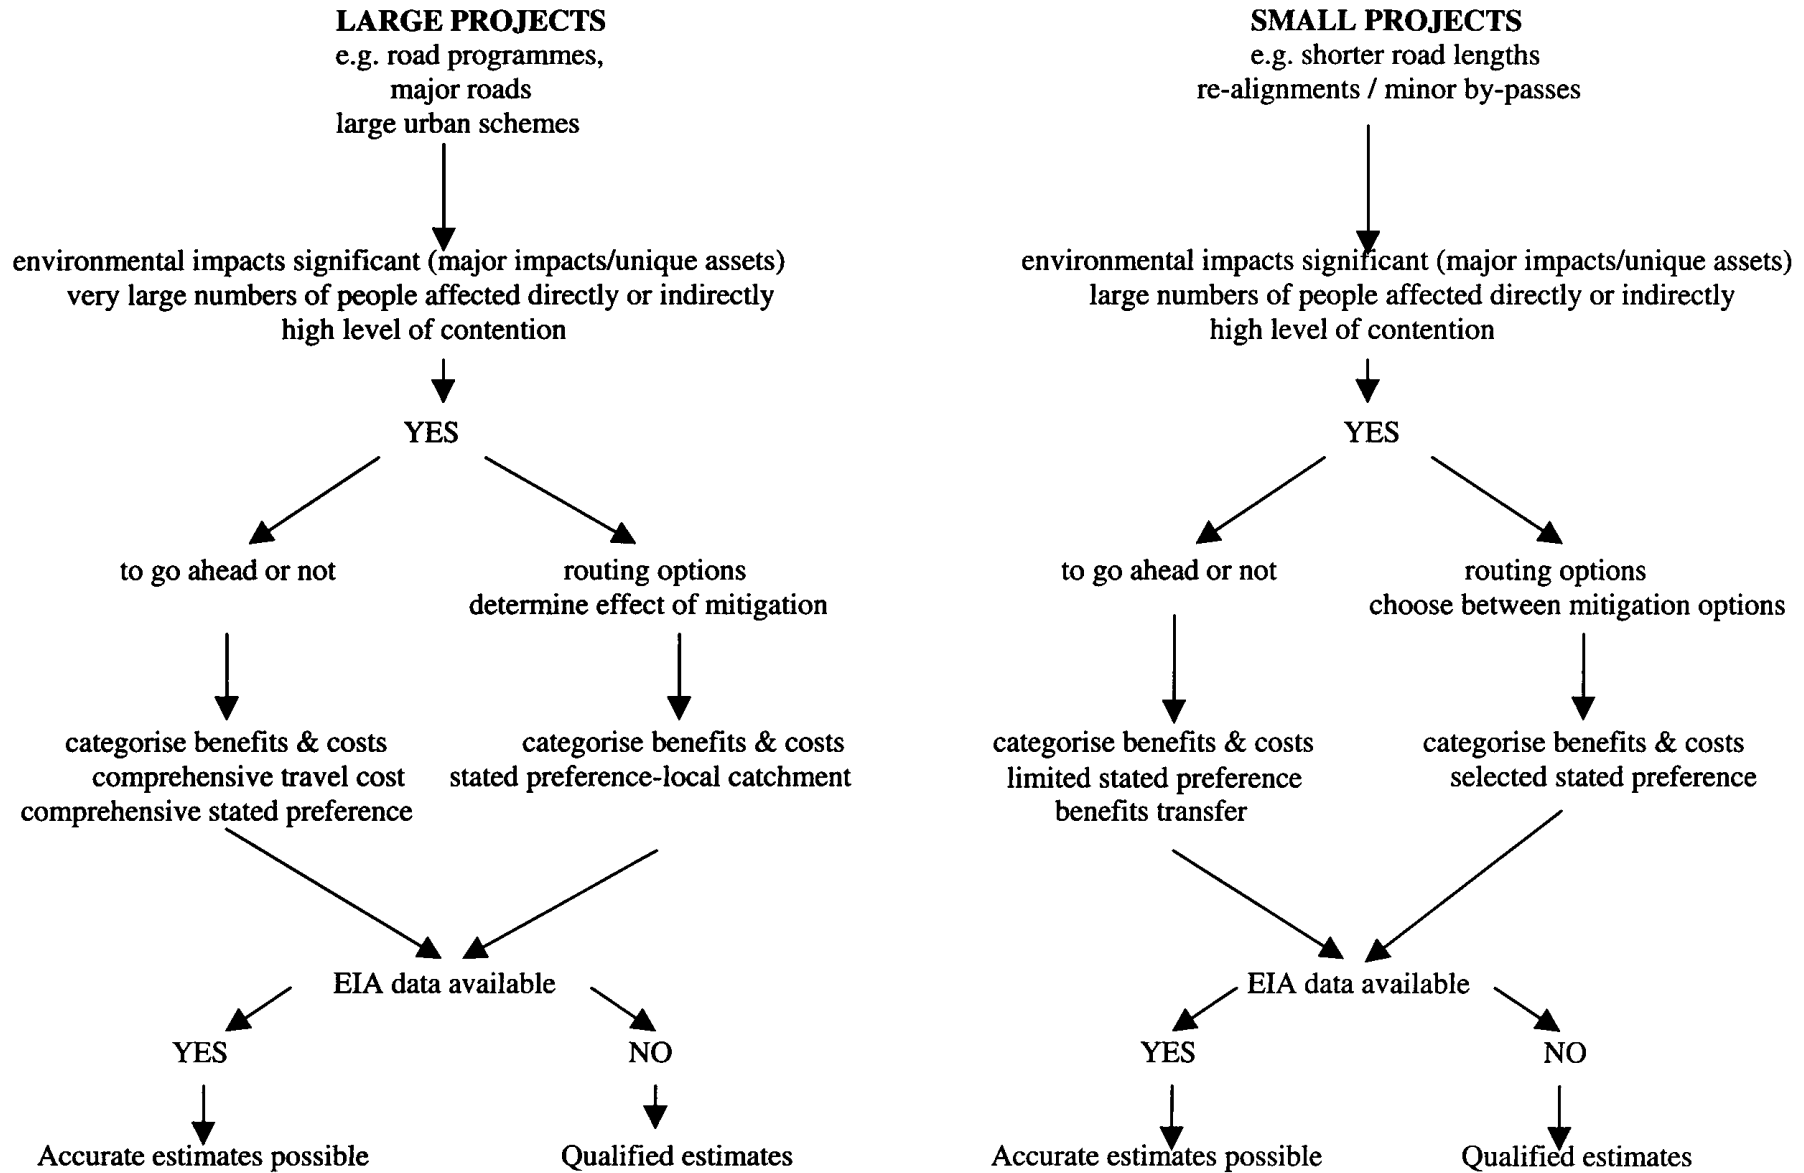 LARGE PROJECTS
e.g. road programmes,
major roads
large urban schemes
environmental impacts significant (major impacts/unique assets)
very large numbers of people affected directly or indirectly
high level of contention
YES
to go ahead or not
routing options
determine effect of mitigation
categorise benefits & costs
comprehensive travel cost
comprehensive stated preference
categorise benefits & costs
stated preference-local catchment
EIA data available
YES
NO
Accurate estimates possible
Qualified estimates
SMALL PROJECTS
e.g. shorter road lengths
re-alignments / minor by-passes
environmental impacts significant (major impacts/unique assets)
large numbers of people affected directly or indirectly
high level of contention
YES
to go ahead or not
routing options
choose between mitigation options
categorise benefits & costs
limited stated preference
benefits transfer
categorise benefits & costs
selected stated preference
EIA data available
YES
NO
Accurate estimates possible
Qualified estimates